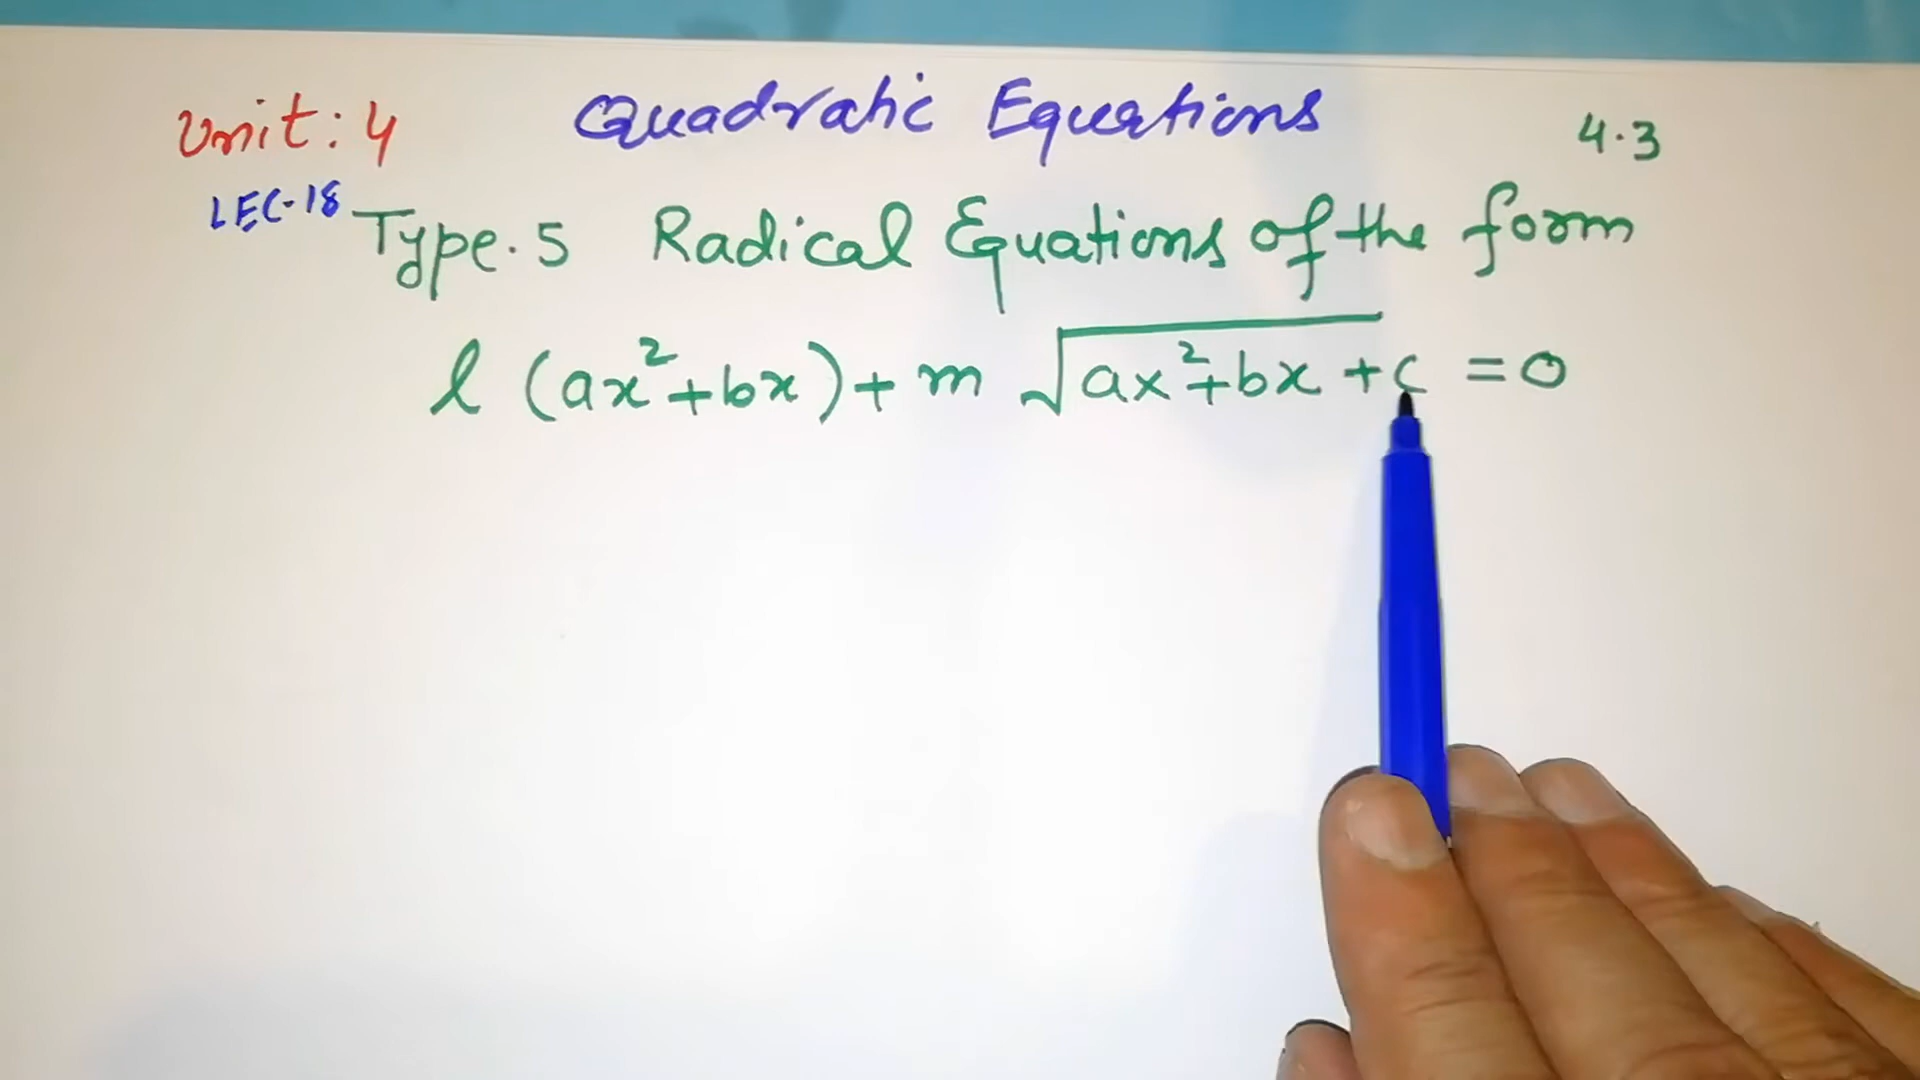 Unit: 4 Quadratic Equations 4.3
LEC-18 Type.5 Radical Equations of the form
l (ax²+bx)+ m √ax²+bx+c = 0